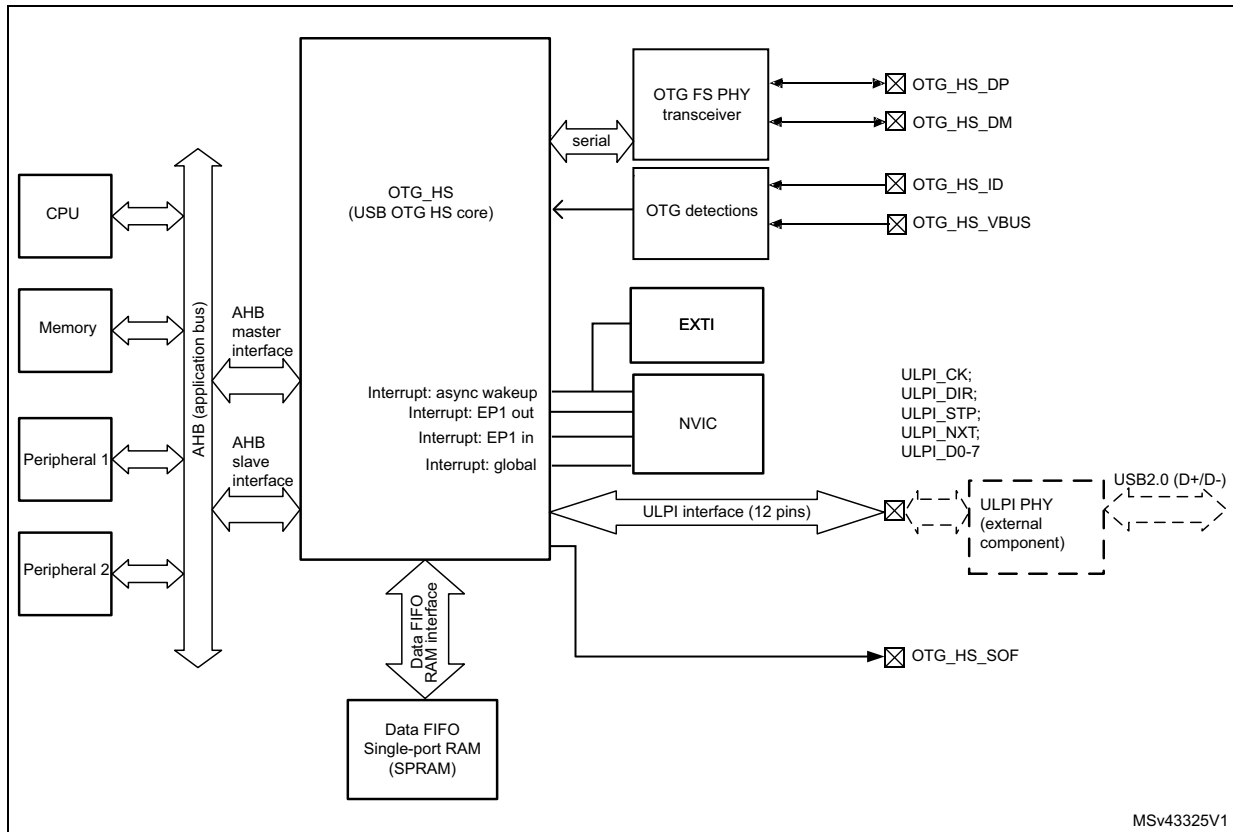 OTG_HS_DP
OTG FS PHY
transceiver
OTG_HS_DM
serial
OTG_HS
(USB OTG HS core)
OTG_HS_ID
OTG detections
OTG_HS_VBUS
CPU
Memory
Peripheral 1
Peripheral 2
AHB (application bus)
AHB
master
interface
AHB
slave
interface
EXTI
Interrupt: async wakeup
Interrupt: EP1 out
Interrupt: EP1 in
Interrupt: global
NVIC
ULPI_CK;
ULPI_DIR;
ULPI_STP;
ULPI_NXT;
ULPI_D0-7
ULPI interface (12 pins)
ULPI PHY
(external
component)
USB2.0 (D+/D-)
Data FIFO
RAM interface
OTG_HS_SOF
Data FIFO
Single-port RAM
(SPRAM)
MSv43325V1